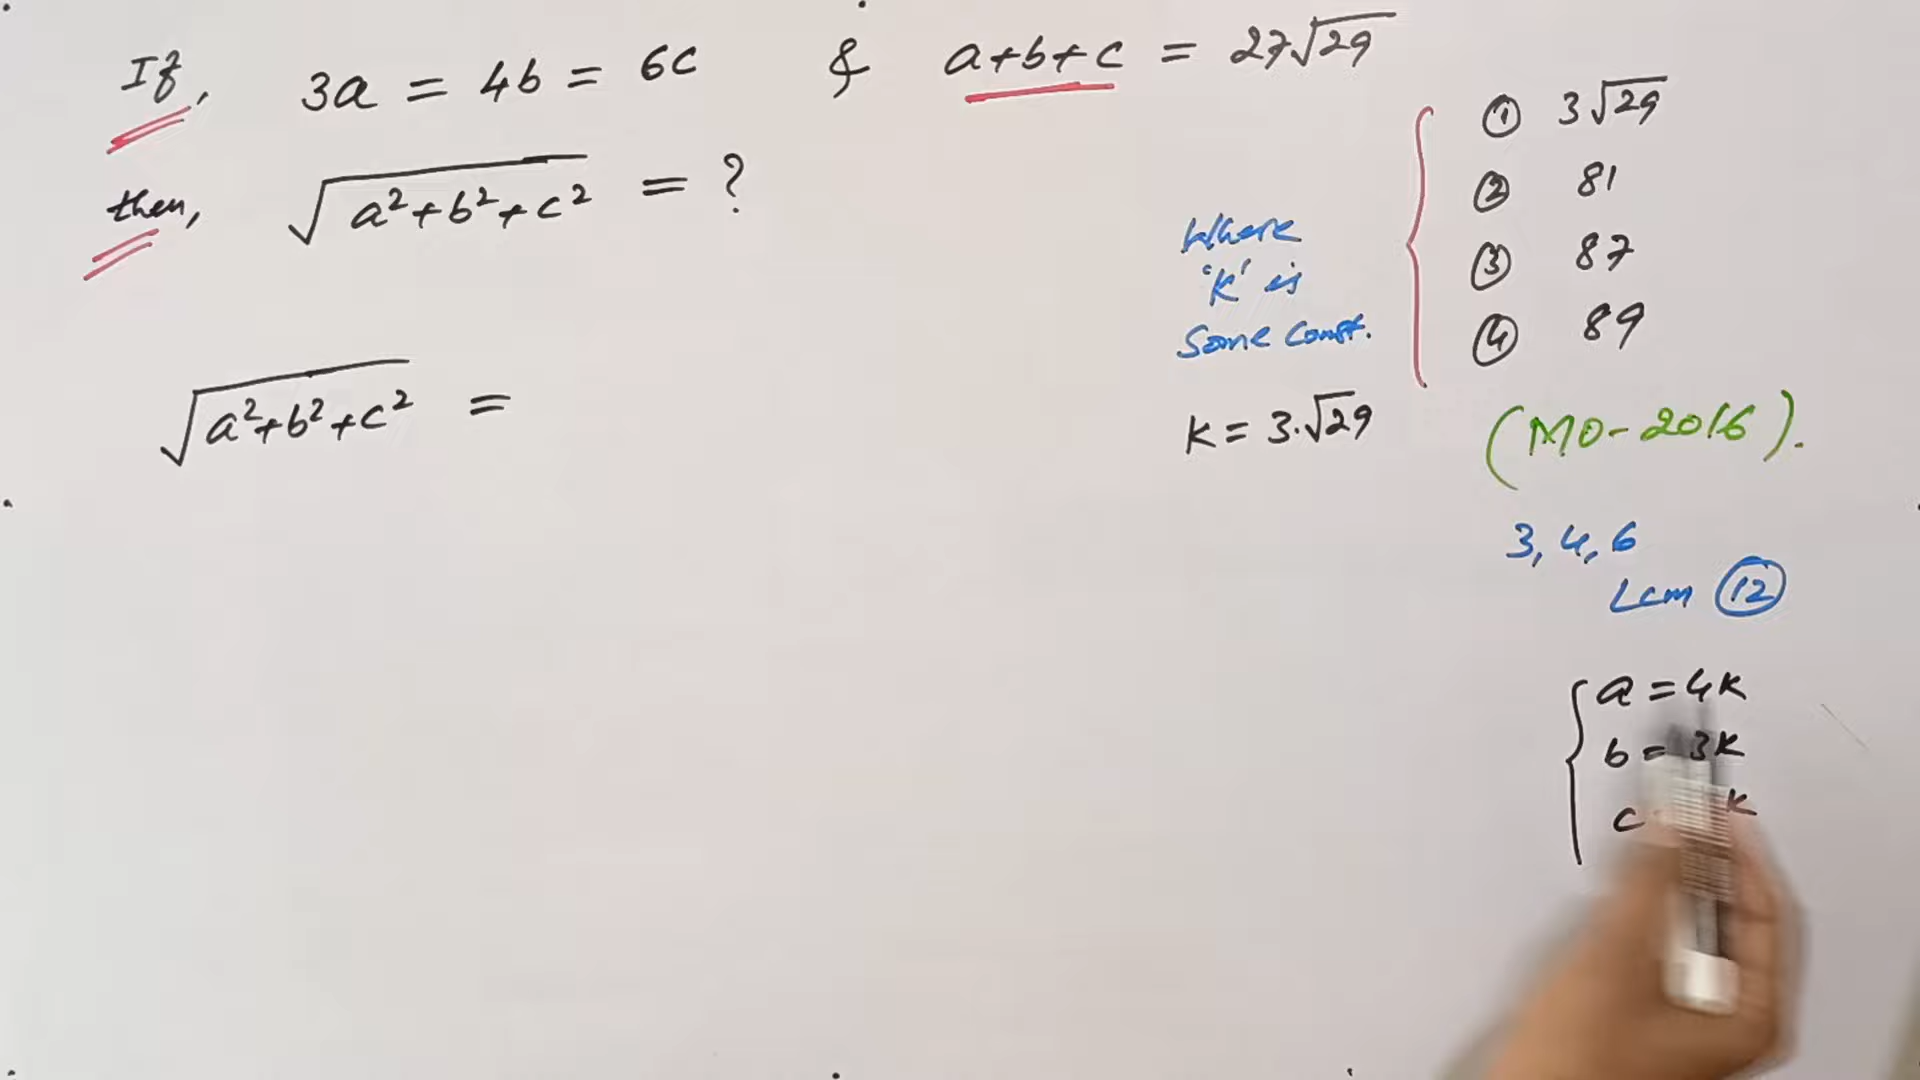 If, 3a = 4b = 6c & a+b+c = 27√29
then, √(a²+b²+c²) = ?
① 3√29
② 81
③ 87
④ 89
Where
'K' is
Some Const.
√(a²+b²+c²) =
K = 3.√29
(MO-2016).
3, 4, 6
Lcm 12
a = 4K
b = 3K
c K